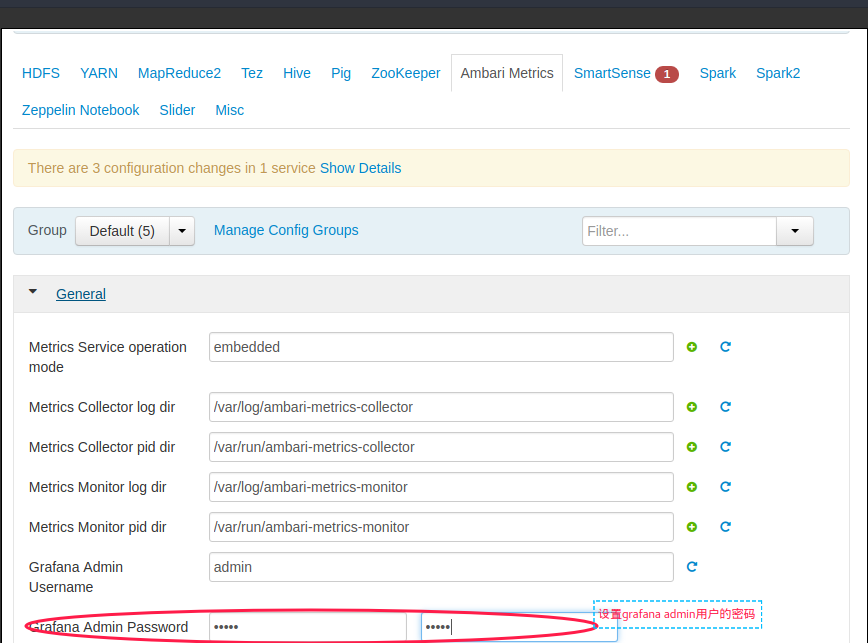 HDFS YARN MapReduce2 Tez Hive Pig ZooKeeper Ambari Metrics SmartSense 1 Spark Spark2
Zeppelin Notebook Slider Misc
There are 3 configuration changes in 1 service Show Details
Group Default (5) Manage Config Groups Filter...
General
Metrics Service operation mode embedded
Metrics Collector log dir /var/log/ambari-metrics-collector
Metrics Collector pid dir /var/run/ambari-metrics-collector
Metrics Monitor log dir /var/log/ambari-metrics-monitor
Metrics Monitor pid dir /var/run/ambari-metrics-monitor
Grafana Admin Username admin
设置grafana admin用户的密码
Grafana Admin Password ••••• •••••